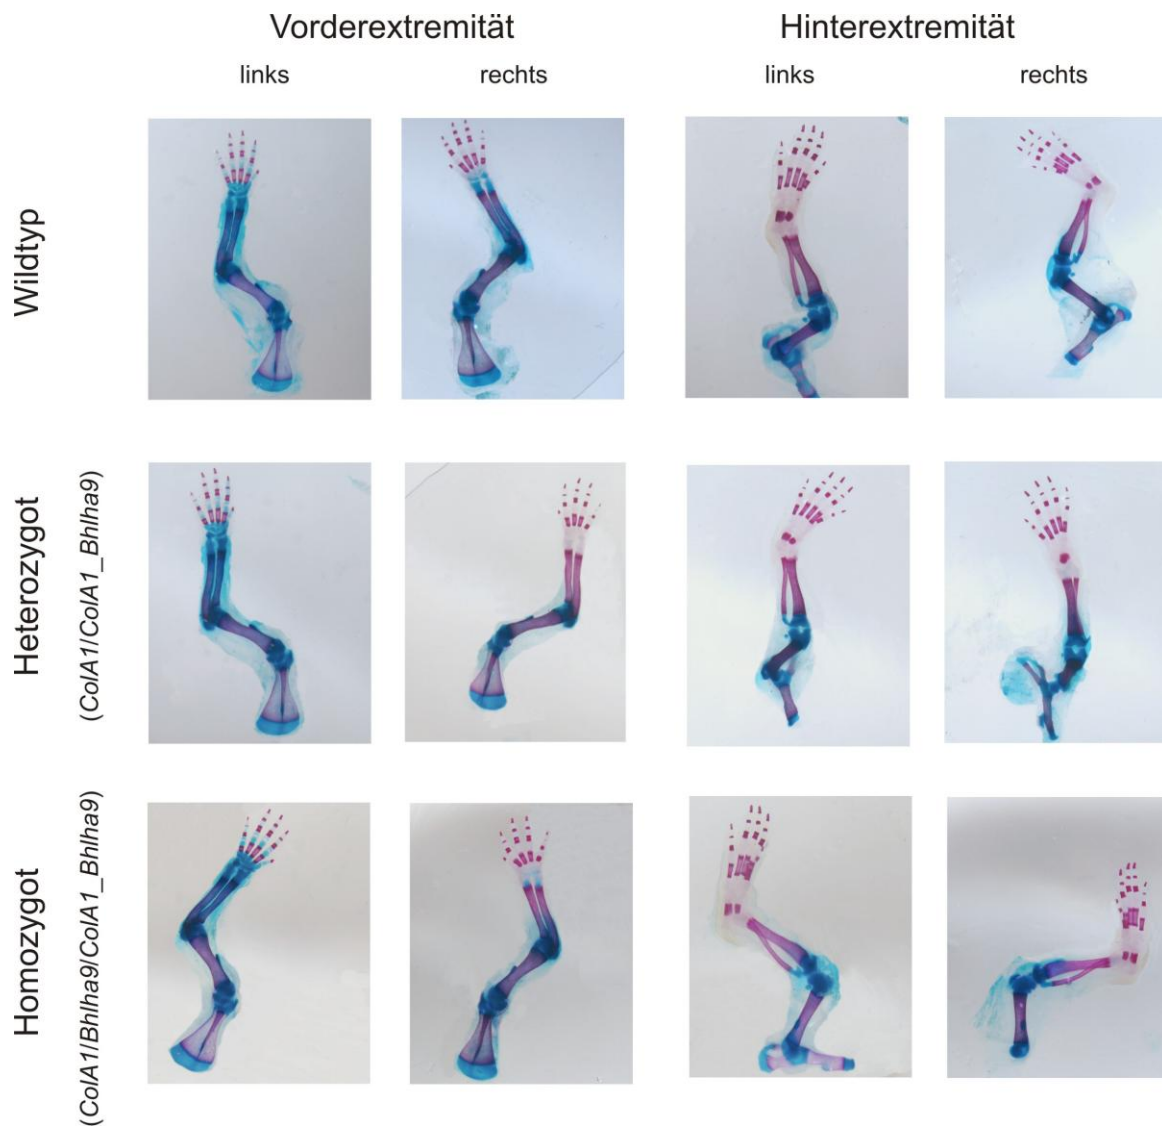 Vorderextremität
Hinterextremität
links
rechts
links
rechts
Wildtyp
Heterozygot
(ColA1/ColA1_Bhlha9)
Homozygot
(ColA1/Bhlha9/ColA1_Bhlha9)